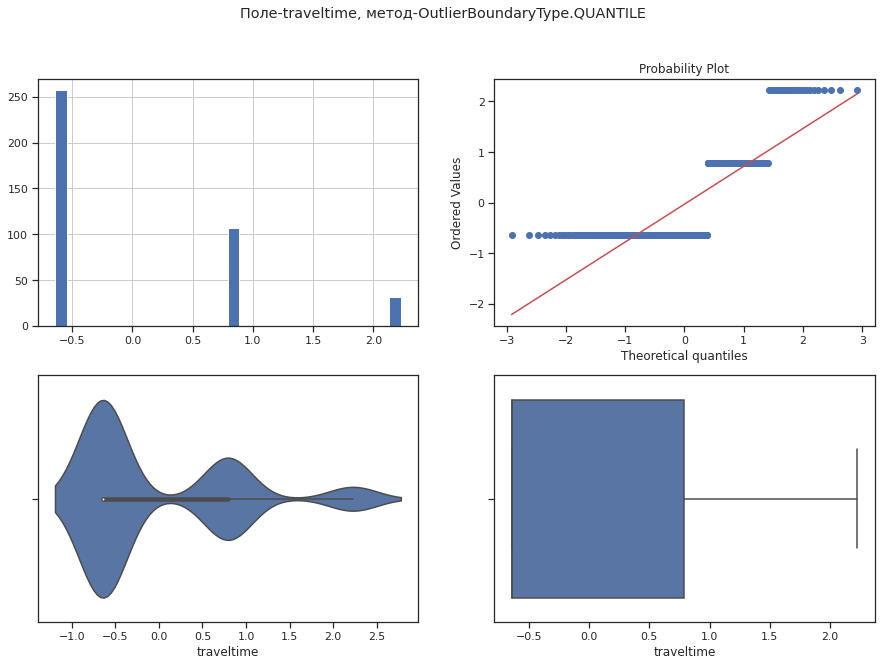 Поле-traveltime, метод-OutlierBoundaryType.QUANTILE
250
200
150
100
50
0
−0.5 0.0 0.5 1.0 1.5 2.0
Probability Plot
Ordered Values
2
1
0
−1
−2
−3 −2 −1 0 1 2 3
Theoretical quantiles
−1.0 −0.5 0.0 0.5 1.0 1.5 2.0 2.5
traveltime
−0.5 0.0 0.5 1.0 1.5 2.0
traveltime